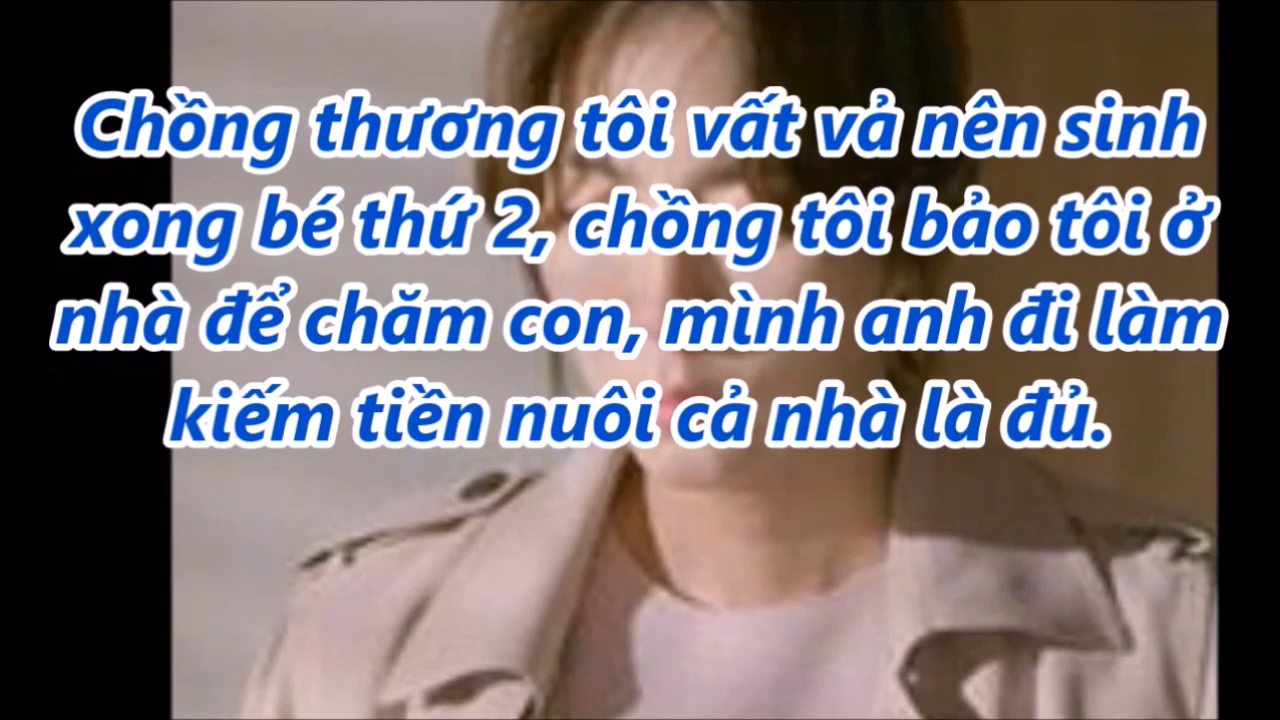 Chồng thương tôi vất vả nên sinh
xong bé thứ 2, chồng tôi bảo tôi ở
nhà để chăm con, mình anh đi làm
kiếm tiền nuôi cả nhà là đủ.